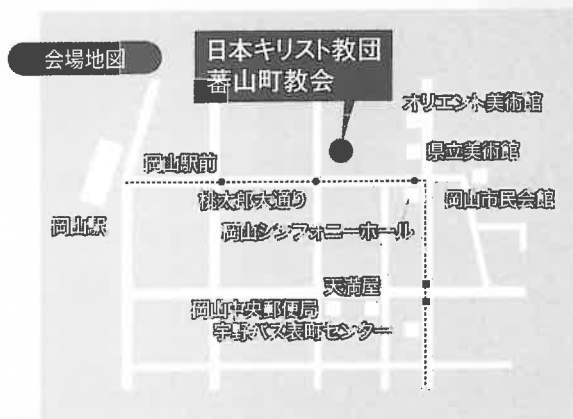 会場地図
日本キリスト教団
蕃山町教会
オリエント美術館
県立美術館
岡山駅前
桃太郎大通り
岡山市民会館
岡山駅
岡山シンフォニーホール
天満屋
岡山中央郵便局
宇野バス表町センター